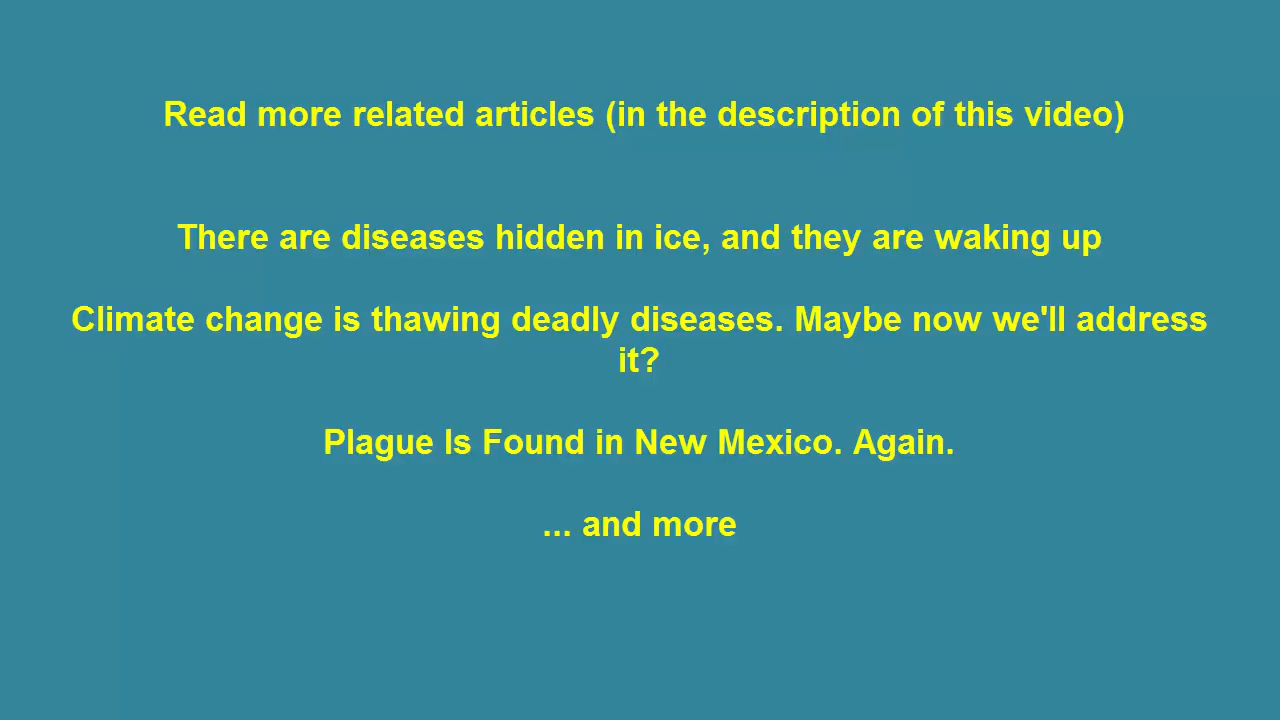 Read more related articles (in the description of this video)
There are diseases hidden in ice, and they are waking up
Climate change is thawing deadly diseases. Maybe now we'll address
it?
Plague Is Found in New Mexico. Again.
... and more